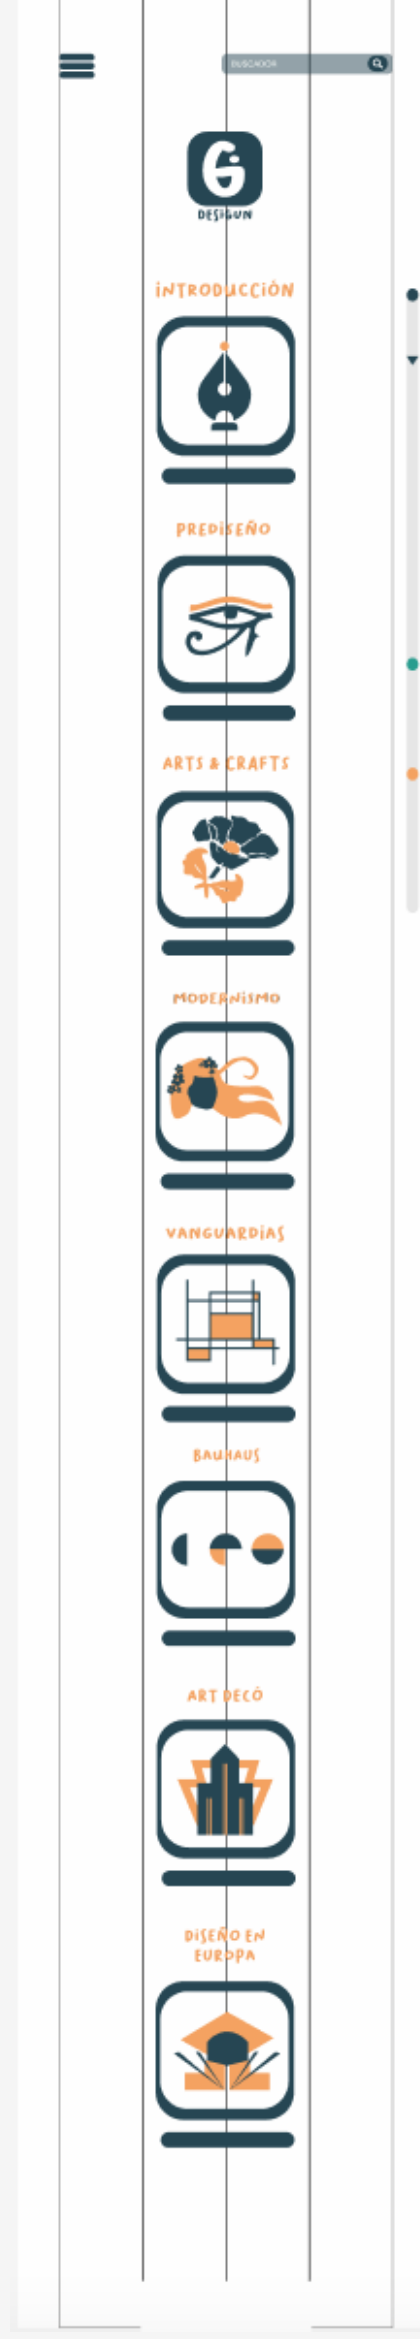 BUSCADOR
G
DESIGUN
INTRODUCCIÓN
PREDISEÑO
ARTS & CRAFTS
MODERNISMO
VANGUARDIAS
BAUHAUS
ART DECÓ
DISEÑO EN
EUROPA